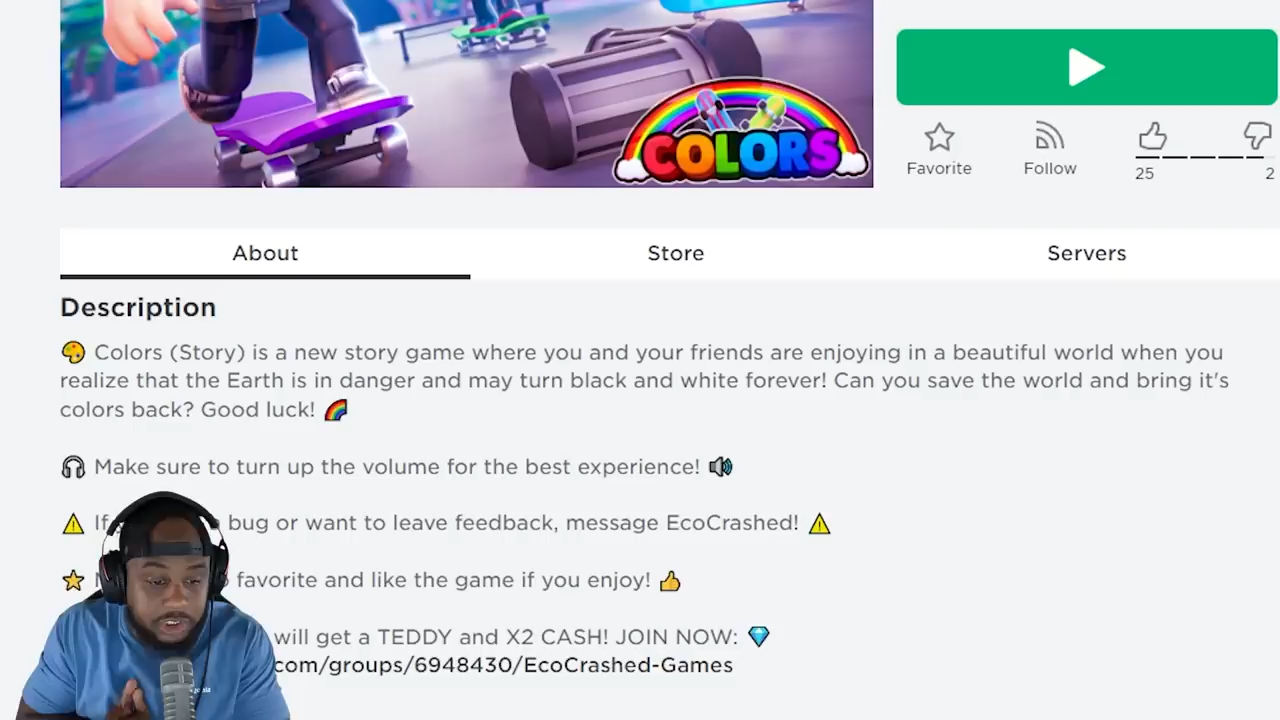 COLORS
Favorite
Follow
25
2
About
Store
Servers
Description
Colors (Story) is a new story game where you and your friends are enjoying in a beautiful world when you
realize that the Earth is in danger and may turn black and white forever! Can you save the world and bring it's
colors back? Good luck!
Make sure to turn up the volume for the best experience!
If bug or want to leave feedback, message EcoCrashed!
favorite and like the game if you enjoy!
will get a TEDDY and X2 CASH! JOIN NOW:
com/groups/6948430/EcoCrashed-Games